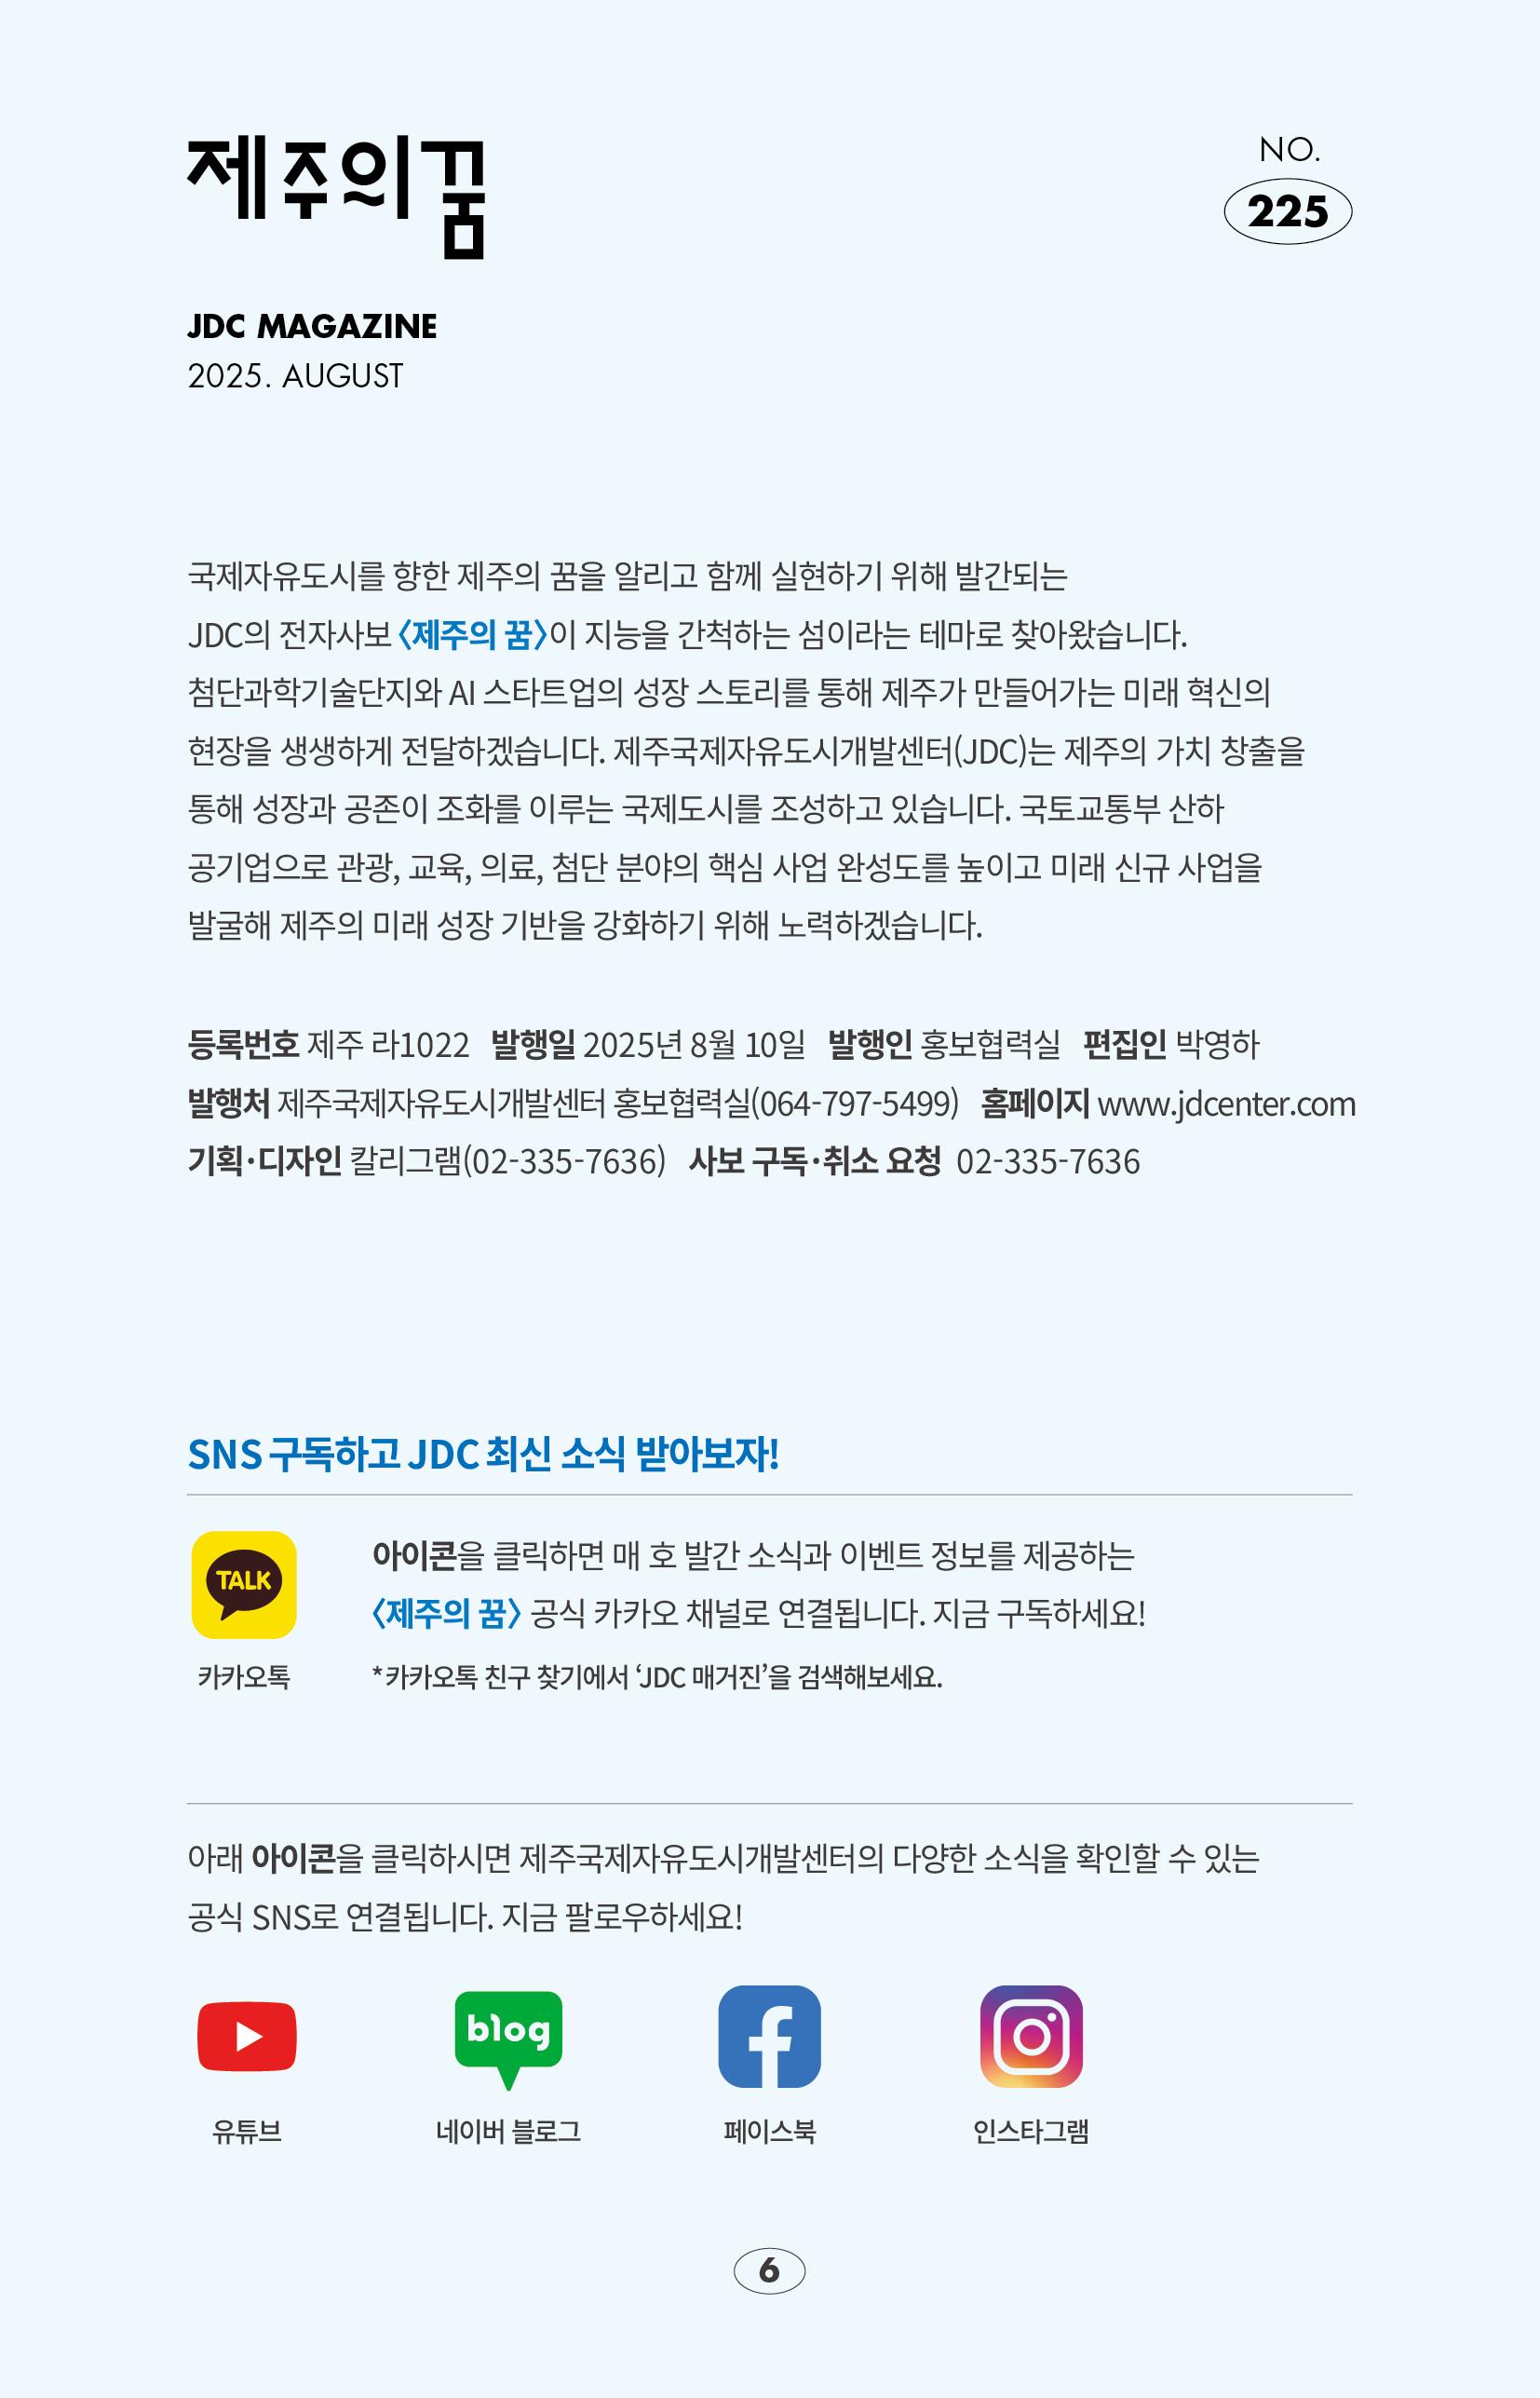 제주의꿈
NO.
225
JDC MAGAZINE
2025. AUGUST
국제자유도시를 향한 제주의 꿈을 알리고 함께 실현하기 위해 발간되는
JDC의 전자사보 〈제주의 꿈〉이 지능을 간척하는 섬이라는 테마로 찾아왔습니다.
첨단과학기술단지와 AI 스타트업의 성장 스토리를 통해 제주가 만들어가는 미래 혁신의
현장을 생생하게 전달하겠습니다. 제주국제자유도시개발센터(JDC)는 제주의 가치 창출을
통해 성장과 공존이 조화를 이루는 국제도시를 조성하고 있습니다. 국토교통부 산하
공기업으로 관광, 교육, 의료, 첨단 분야의 핵심 사업 완성도를 높이고 미래 신규 사업을
발굴해 제주의 미래 성장 기반을 강화하기 위해 노력하겠습니다.
등록번호 제주 라1022 발행일 2025년 8월 10일 발행인 홍보협력실 편집인 박영하
발행처 제주국제자유도시개발센터 홍보협력실(064-797-5499) 홈페이지 www.jdcenter.com
기획·디자인 칼리그램(02-335-7636) 사보 구독·취소 요청 02-335-7636
SNS 구독하고 JDC 최신 소식 받아보자!
TALK
카카오톡
아이콘을 클릭하면 매 호 발간 소식과 이벤트 정보를 제공하는
〈제주의 꿈〉 공식 카카오 채널로 연결됩니다. 지금 구독하세요!
* 카카오톡 친구 찾기에서 ‘JDC 매거진’을 검색해보세요.
아래 아이콘을 클릭하시면 제주국제자유도시개발센터의 다양한 소식을 확인할 수 있는
공식 SNS로 연결됩니다. 지금 팔로우하세요!
blog
유튜브 네이버 블로그 페이스북 인스타그램
6